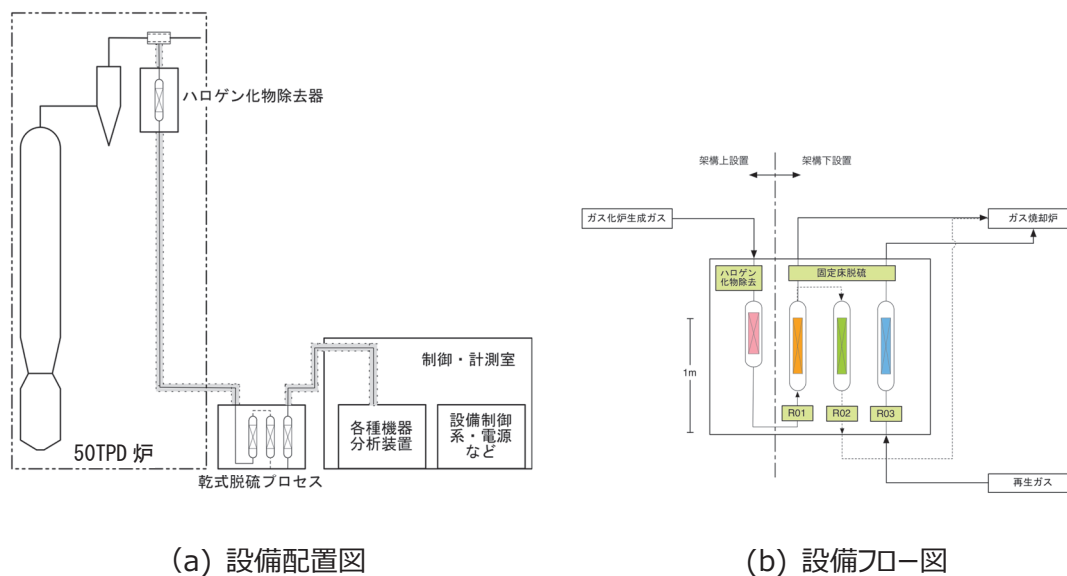 ハロゲン化物除去器
50TPD 炉
乾式脱硫プロセス
制御・計測室
各種機器
分析装置
設備制御
系・電源
など
(a) 設備配置図
架構上設置
架構下設置
ガス化炉生成ガス
ガス焼却炉
ハロゲン
化物除去
固定床脱硫
1m
R01
R02
R03
再生ガス
(b) 設備フロー図